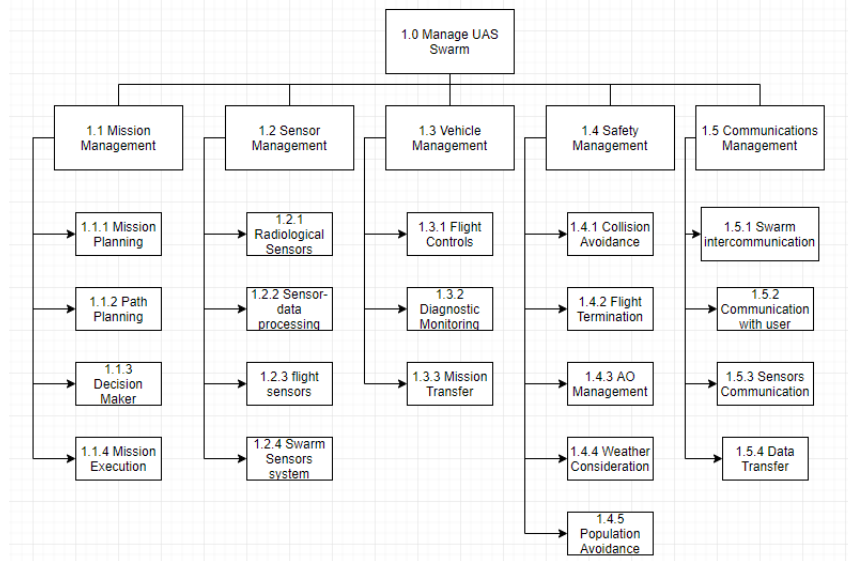 1.0 Manage UAS
Swarm
1.1 Mission
Management
1.2 Sensor
Management
1.3 Vehicle
Management
1.4 Safety
Management
1.5 Communications
Management
1.1.1 Mission
Planning
1.1.2 Path
Planning
1.1.3
Decision
Maker
1.1.4 Mission
Execution
1.2.1
Radiological
Sensors
1.2.2 Sensor-
data
processing
1.2.3 flight
sensors
1.2.4 Swarm
Sensors
system
1.3.1 Flight
Controls
1.3.2
Diagnostic
Monitoring
1.3.3 Mission
Transfer
1.4.1 Collision
Avoidance
1.4.2 Flight
Termination
1.4.3 AO
Management
1.4.4 Weather
Consideration
1.4.5
Population
Avoidance
1.5.1 Swarm
intercommunication
1.5.2
Communication
with user
1.5.3 Sensors
Communication
1.5.4 Data
Transfer